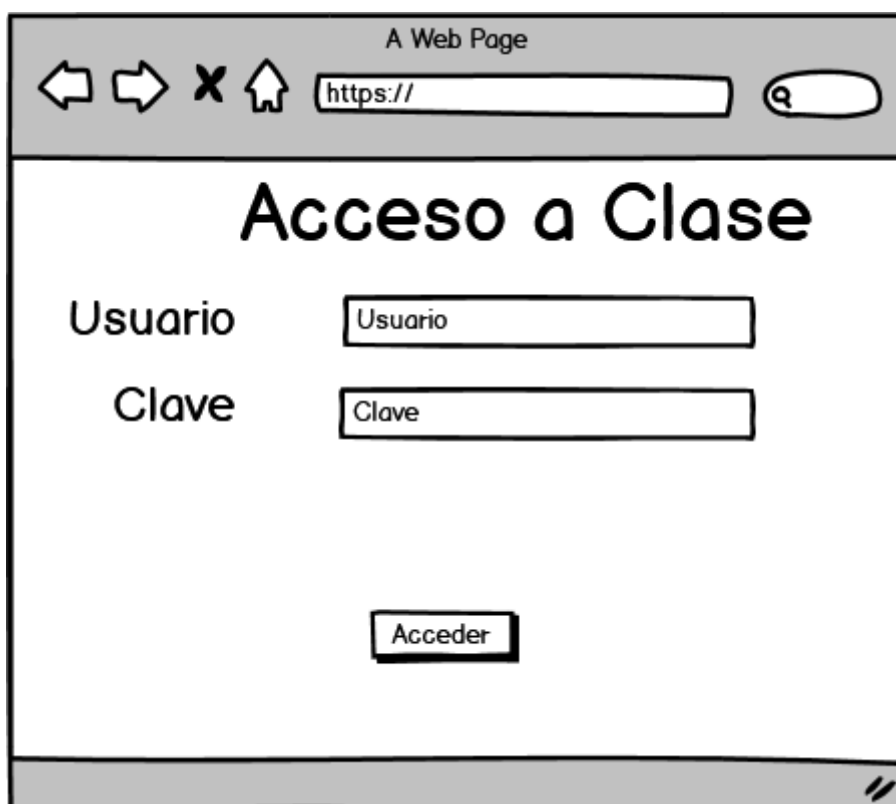 A Web Page
https://
Acceso a Clase
Usuario Usuario
Clave Clave
Acceder